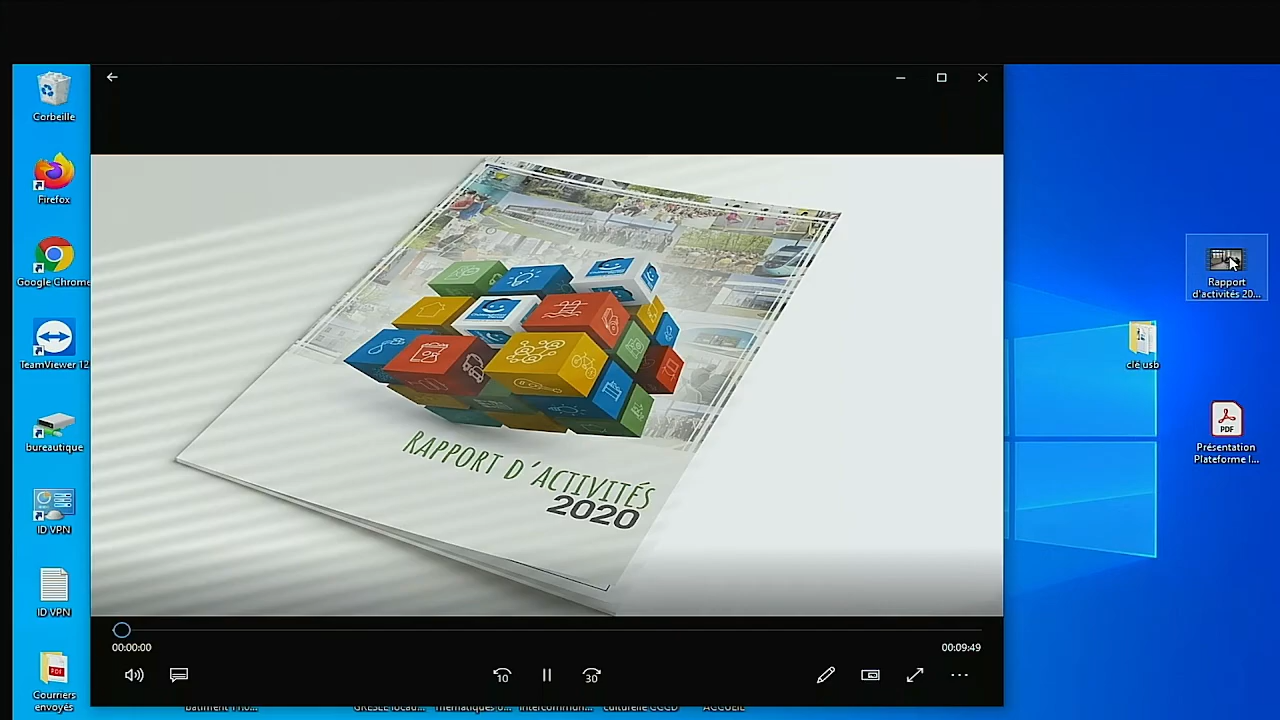 Corbeille
Firefox
Google Chrome
TeamViewer 12
bureautique
ID VPN
ID VPN
Courriers
envoyés
RAPPORT D'ACTIVITÉS
2020
00:00:00
00:09:49
10
30
Rapport
d'activités 20...
clé usb
PDF
Présentation
Plateforme I...